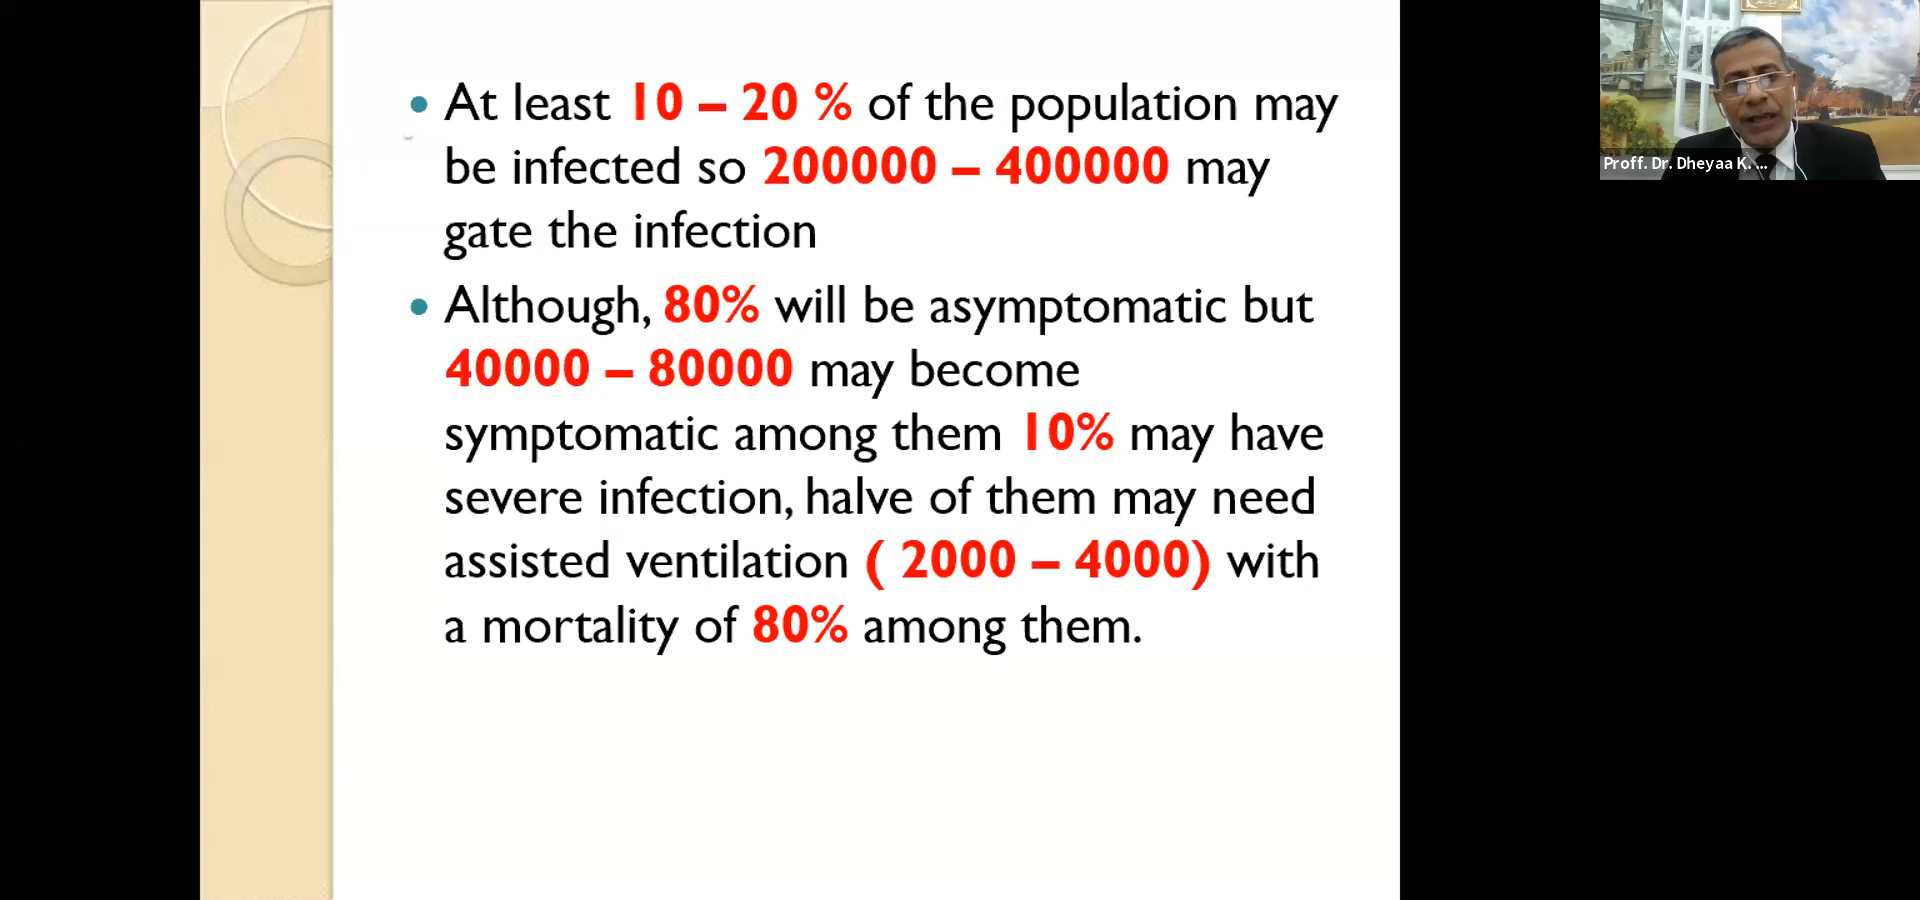 At least 10 – 20 % of the population may
be infected so 200000 – 400000 may
gate the infection
Although, 80% will be asymptomatic but
40000 – 80000 may become
symptomatic among them 10% may have
severe infection, halve of them may need
assisted ventilation ( 2000 – 4000) with
a mortality of 80% among them.
Proff. Dr. Dheyaa K. ...